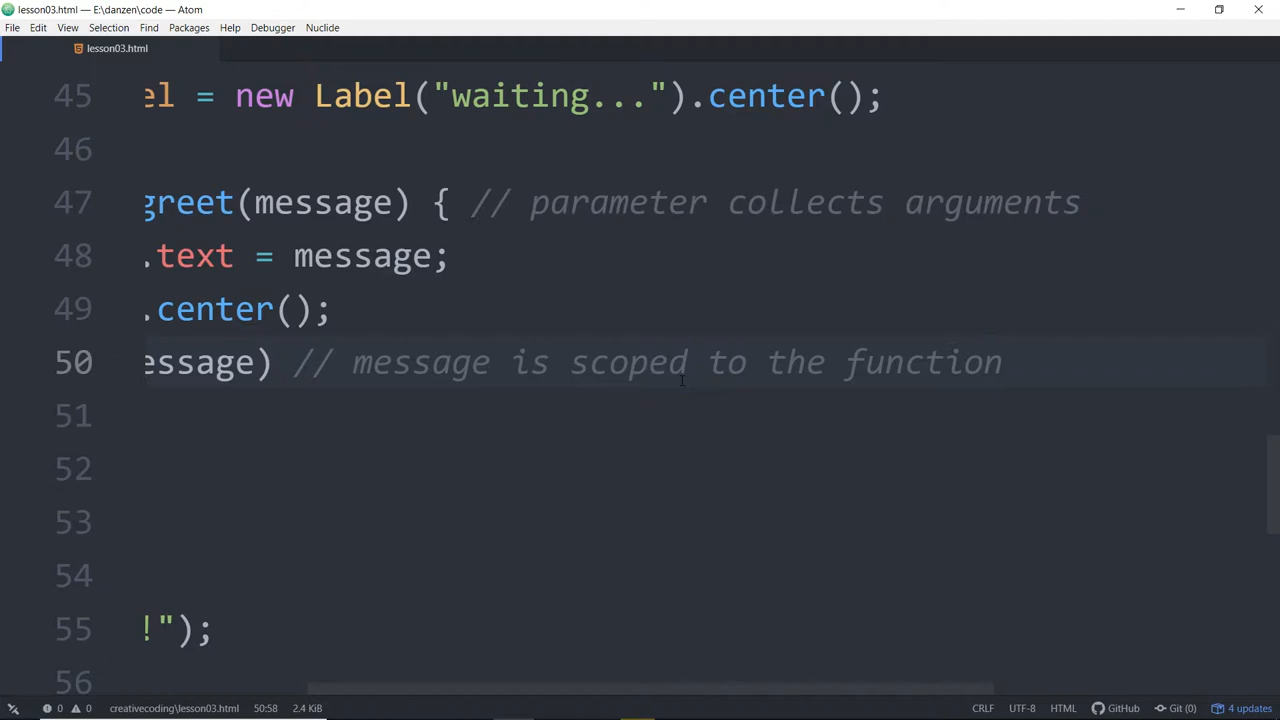 lesson03.html — E:\danzen\code — Atom
File Edit View Selection Find Packages Help Debugger Nuclide
lesson03.html
45 el = new Label("waiting...").center();
46
47 greet(message) { // parameter collects arguments
48 .text = message;
49 .center();
50 essage) // message is scoped to the function
51
52
53
54
55 !");
56
0 0 creativecoding\lesson03.html 50:58 2.4 KiB CRLF UTF-8 HTML GitHub Git (0) 4 updates